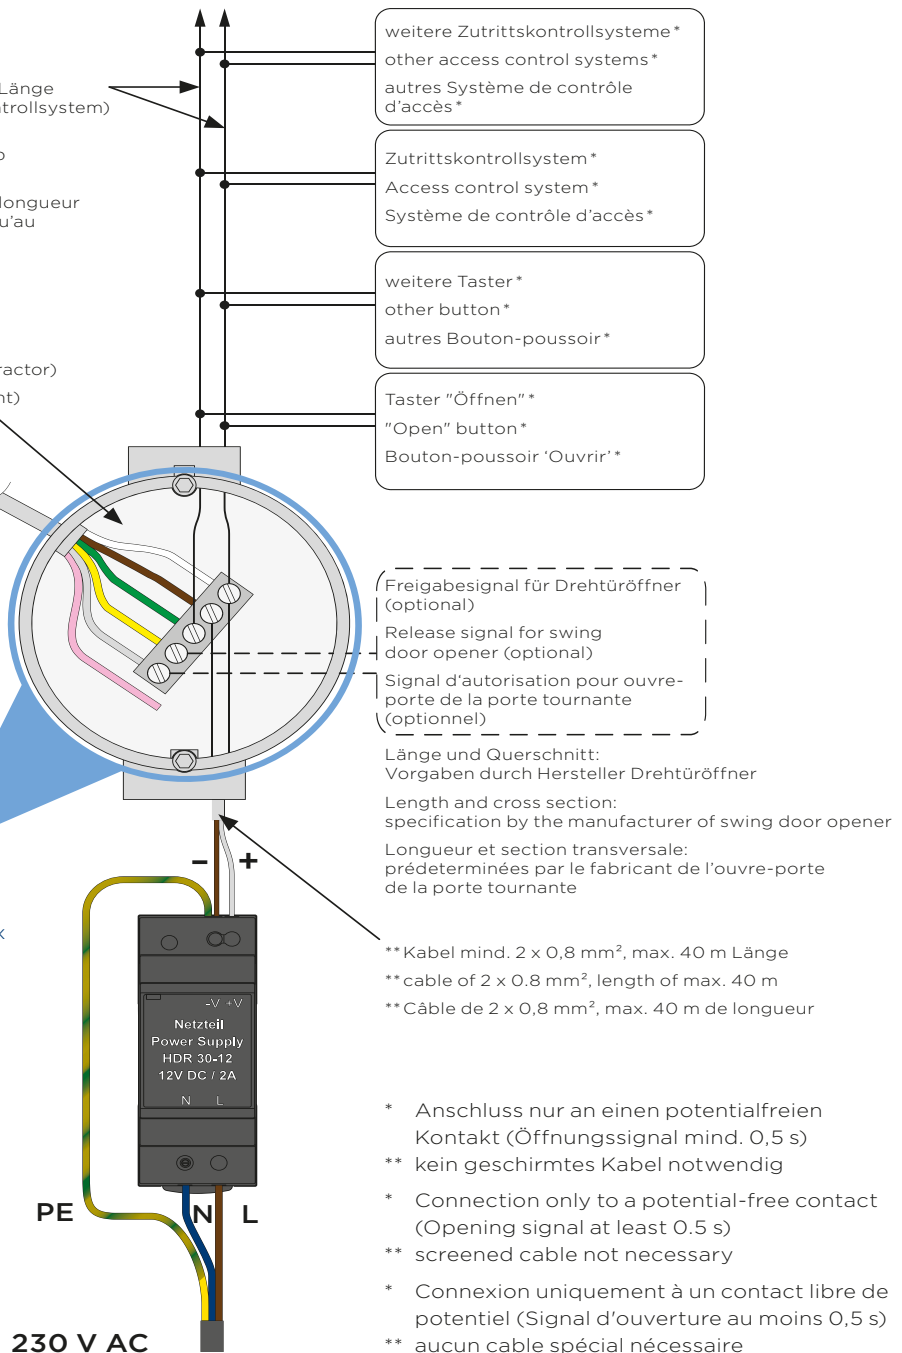 weitere Zutrittskontrollsysteme*
other access control systems*
autres Système de contrôle
d'accès*
Länge
ntrollsystem)
longueur
u'au
Zutrittskontrollsystem*
Access control system*
Système de contrôle d'accès*
weitere Taster*
other button*
autres Bouton-poussoir*
ractor)
nt)
Taster "Öffnen"*
"Open" button*
Bouton-poussoir ‘Ouvrir’*
Freigabesignal für Drehtüröffner
(optional)
Release signal for swing
door opener (optional)
Signal d‘autorisation pour ouvre-
porte de la porte tournante
(optionnel)
Länge und Querschnitt:
Vorgaben durch Hersteller Drehtüröffner
Length and cross section:
specification by the manufacturer of swing door opener
Longueur et section transversale:
prédeterminées par le fabricant de l’ouvre-porte
de la porte tournante
– +
**Kabel mind. 2 x 0,8 mm², max. 40 m Länge
**cable of 2 x 0.8 mm², length of max. 40 m
**Câble de 2 x 0,8 mm², max. 40 m de longueur
-V +V
Netzteil
Power Supply
HDR 30-12
12V DC / 2A
N L
PE N L
230 V AC
* Anschluss nur an einen potentialfreien
Kontakt (Öffnungssignal mind. 0,5 s)
** kein geschirmtes Kabel notwendig
* Connection only to a potential-free contact
(Opening signal at least 0.5 s)
** screened cable not necessary
* Connexion uniquement à un contact libre de
potentiel (Signal d'ouverture au moins 0,5 s)
** aucun cable spécial nécessaire